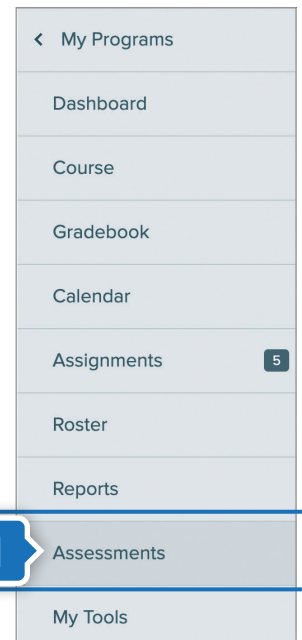 < My Programs
Dashboard
Course
Gradebook
Calendar
Assignments 5
Roster
Reports
Assessments
My Tools